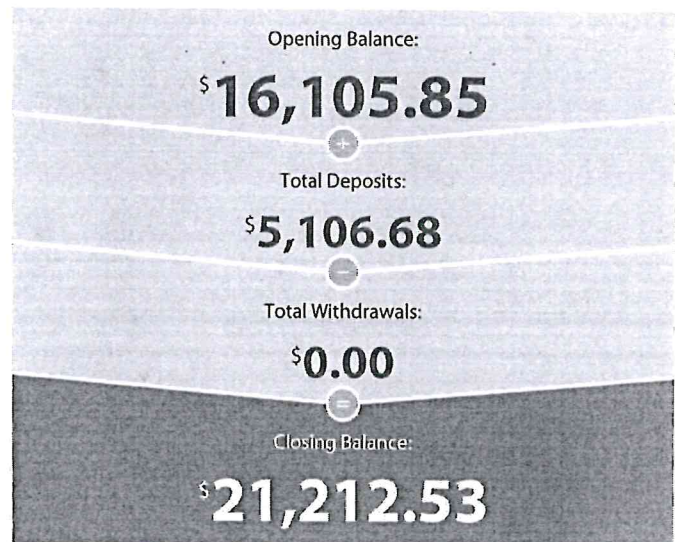 Opening Balance:
$16,105.85
+
Total Deposits:
$5,106.68
−
Total Withdrawals:
$0.00
=
Closing Balance:
$21,212.53